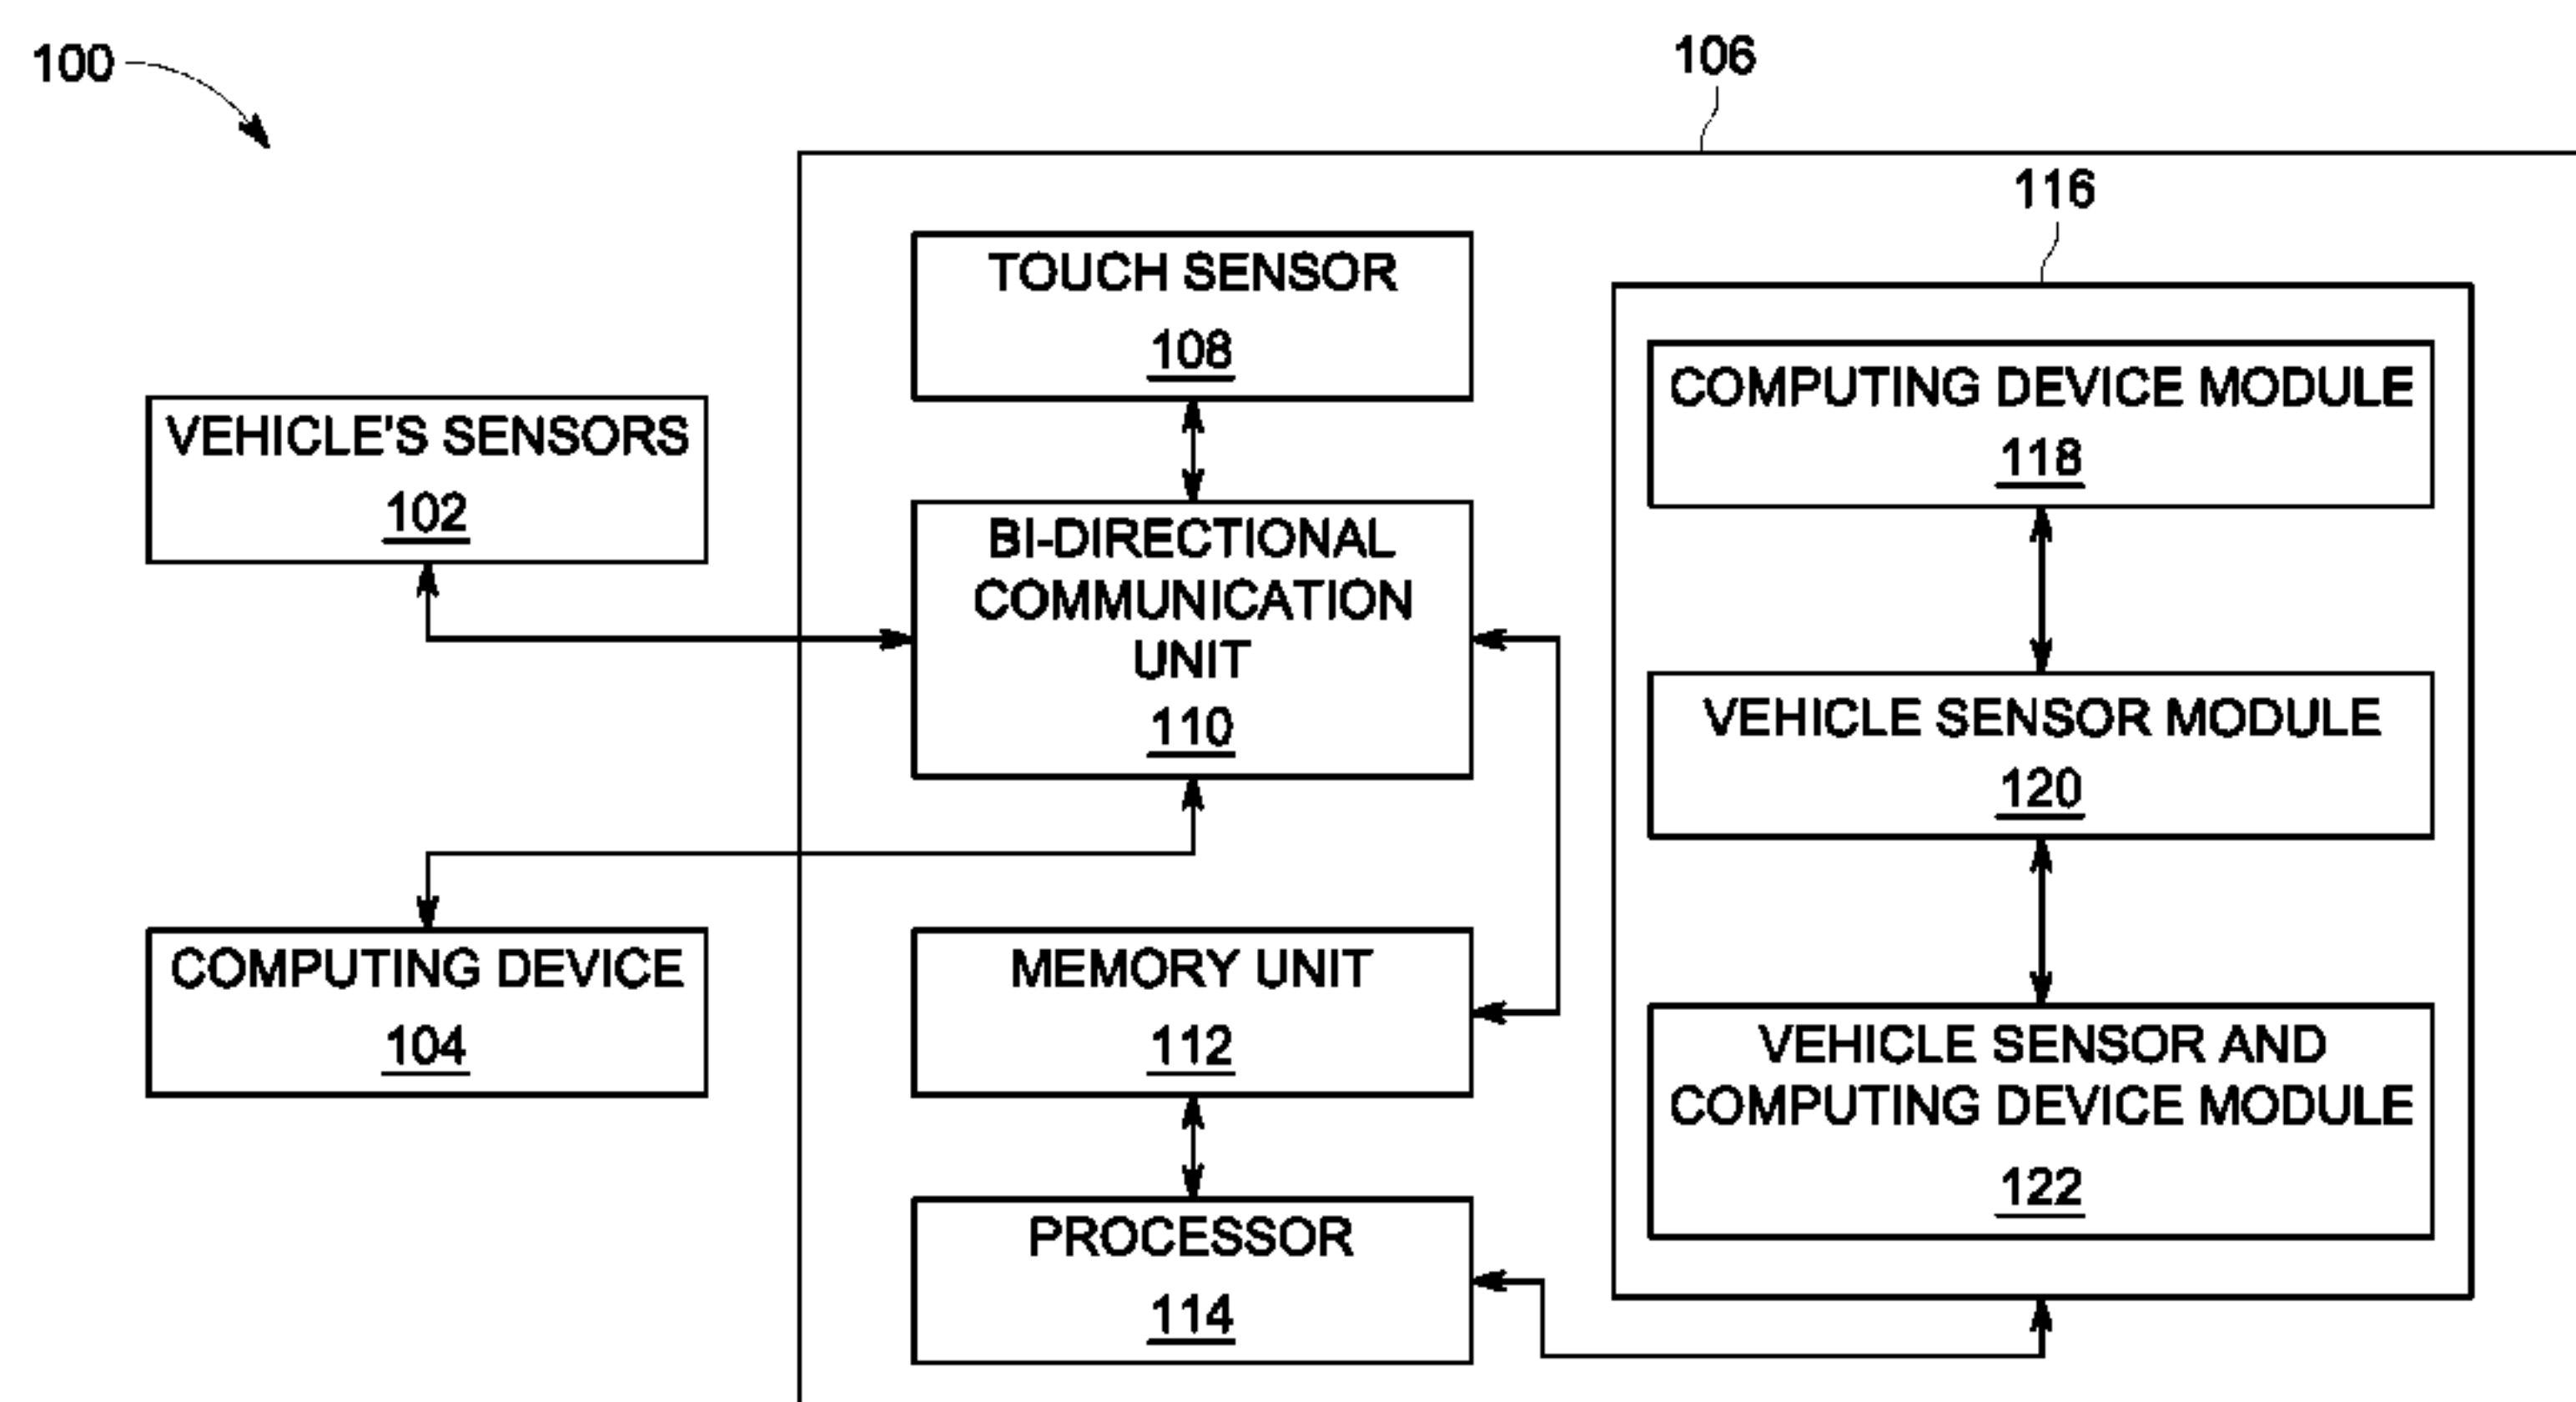 100
106
116
TOUCH SENSOR
108
VEHICLE'S SENSORS
102
BI-DIRECTIONAL
COMMUNICATION
UNIT
110
COMPUTING DEVICE
104
MEMORY UNIT
112
PROCESSOR
114
COMPUTING DEVICE MODULE
118
VEHICLE SENSOR MODULE
120
VEHICLE SENSOR AND
COMPUTING DEVICE MODULE
122